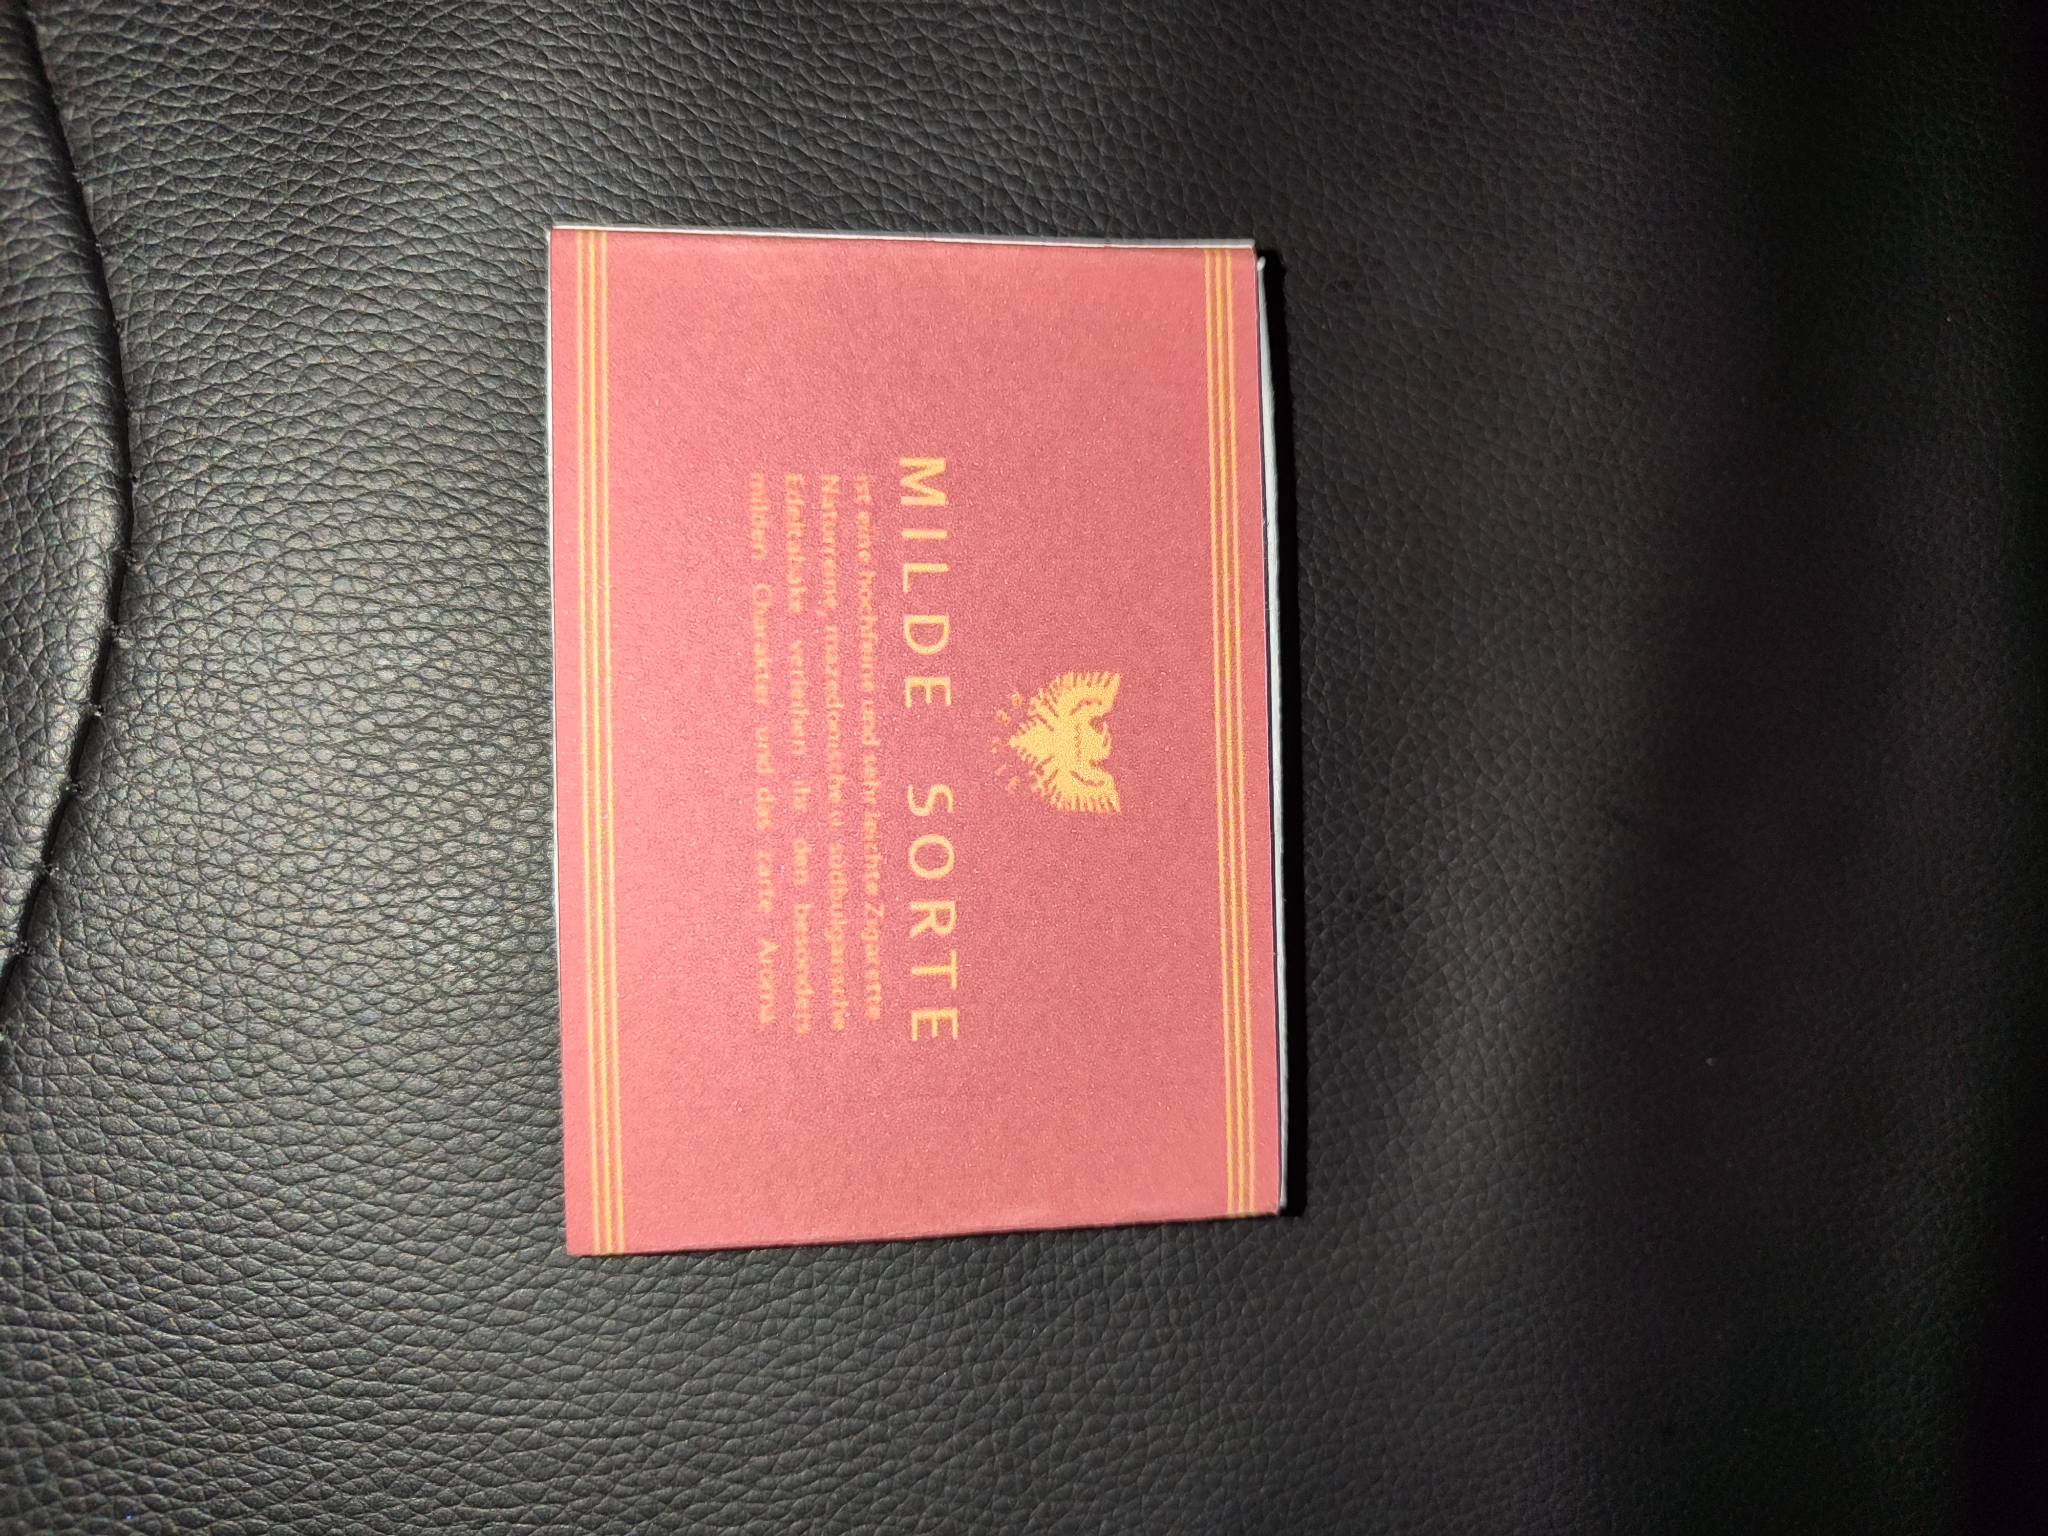 MILDE SORTE
ist eine hochfeine und sehr leichte Zigarette
Naturreine, mazedonische u südbulgarische
Edeltabake verleihen ihr den besonders
milden Charakter und das zarte Aroma